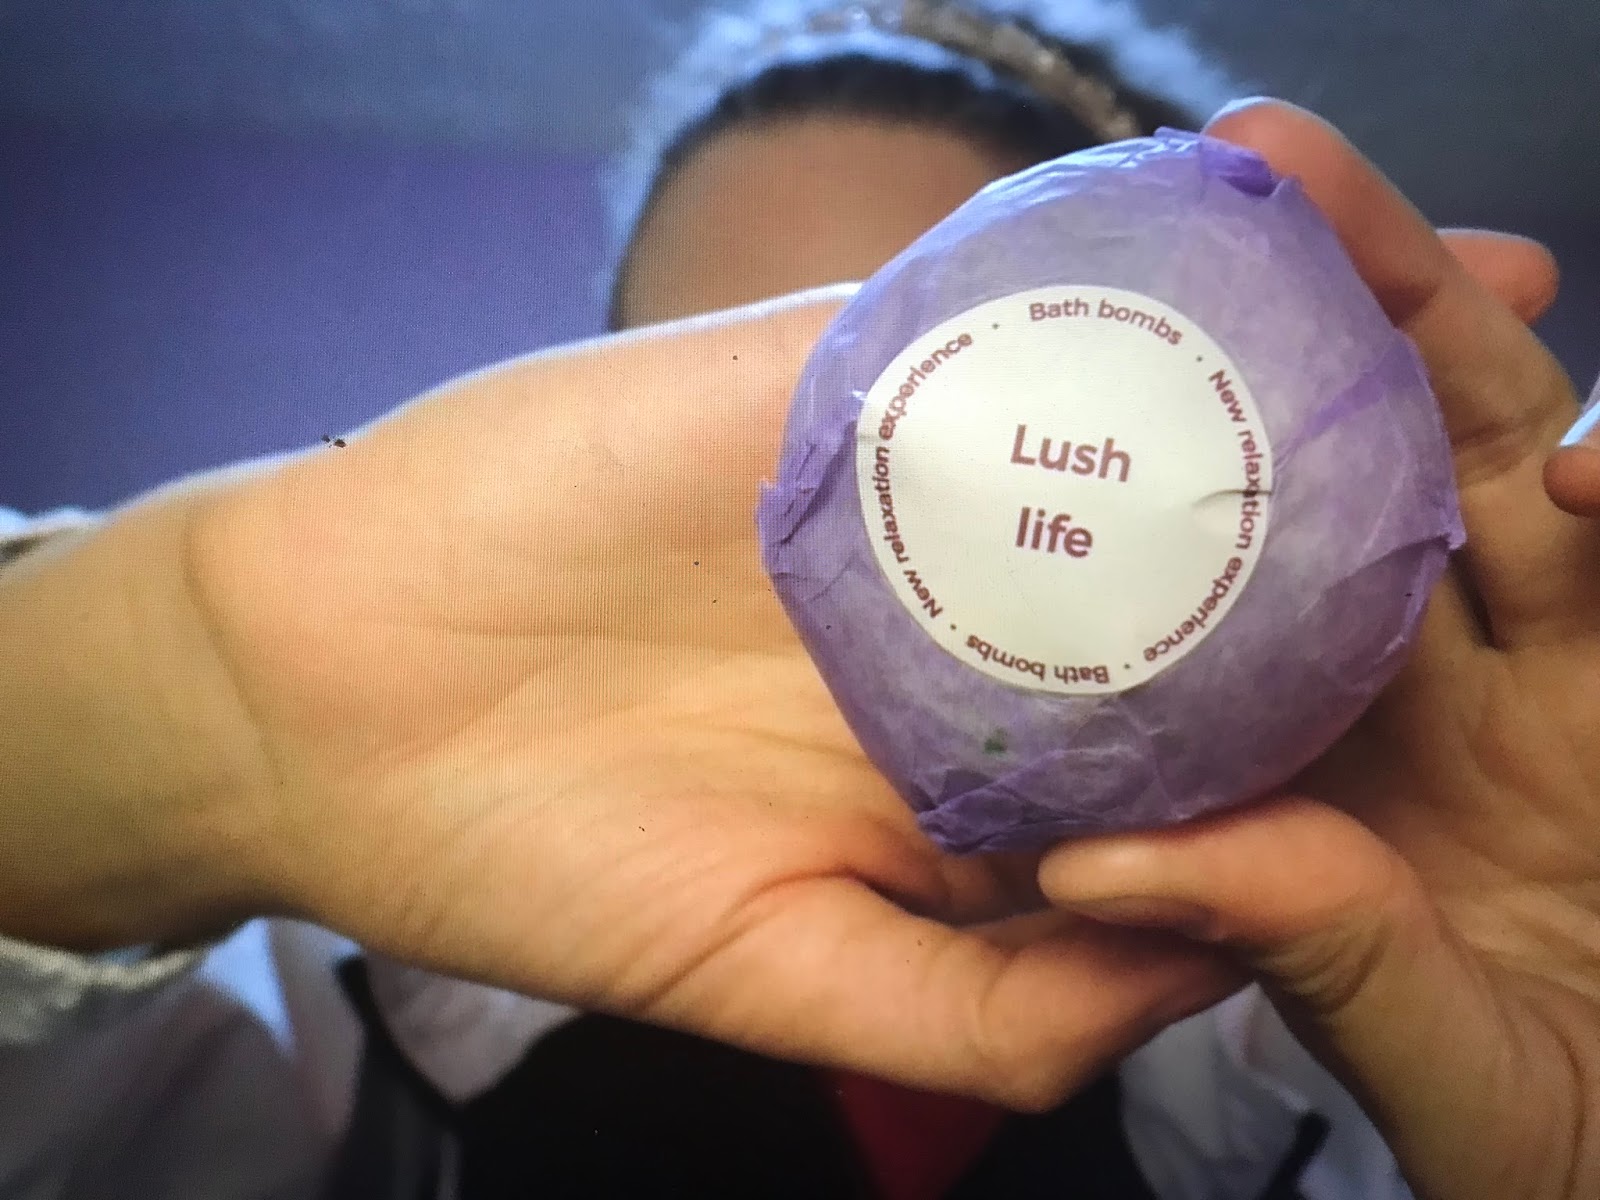 Bath bombs · New relaxation experience · Bath bombs · New relaxation experience ·
Lush
life